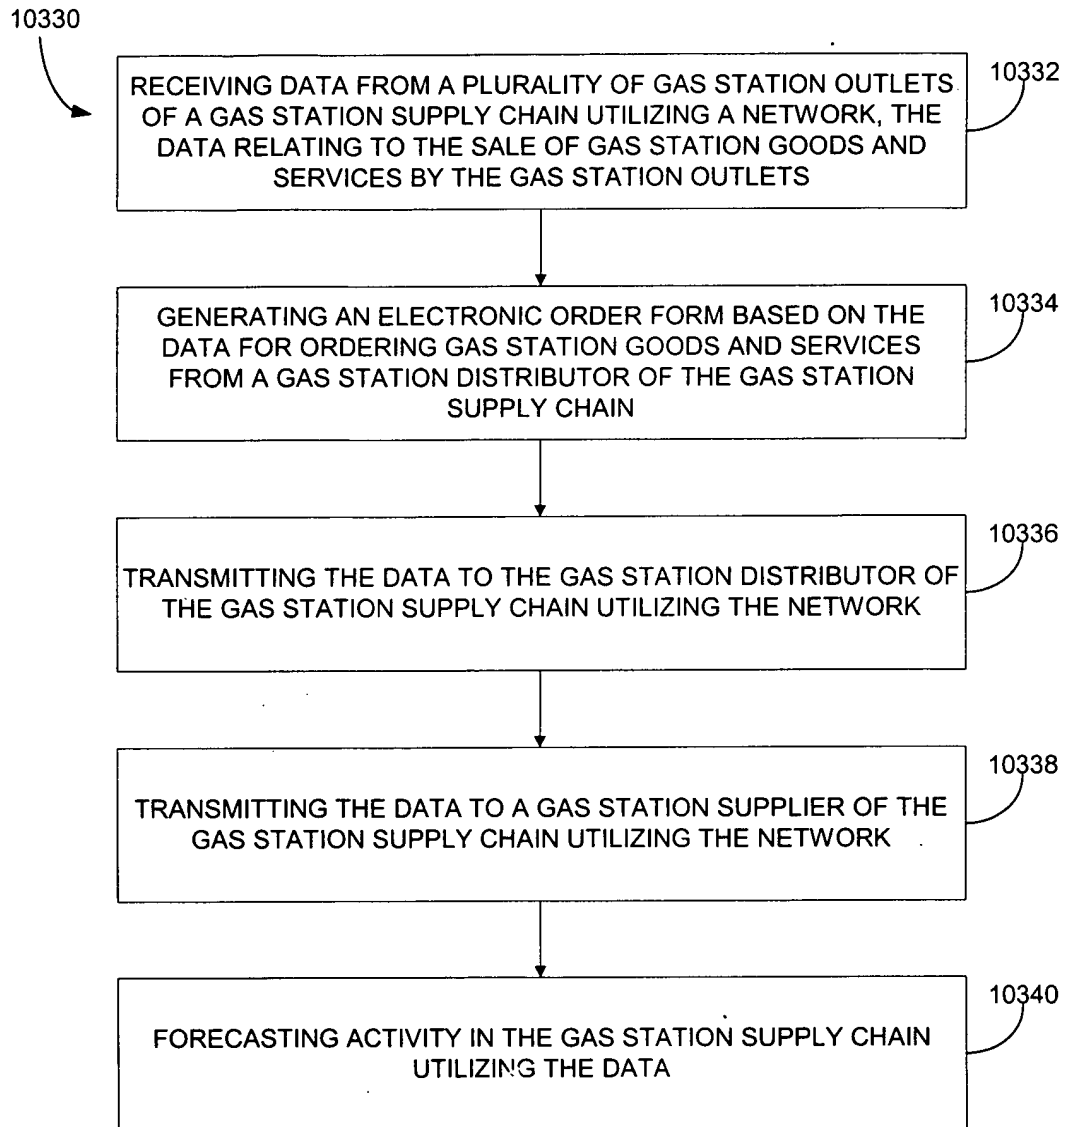 10330
RECEIVING DATA FROM A PLURALITY OF GAS STATION OUTLETS
OF A GAS STATION SUPPLY CHAIN UTILIZING A NETWORK, THE
DATA RELATING TO THE SALE OF GAS STATION GOODS AND
SERVICES BY THE GAS STATION OUTLETS
10332
GENERATING AN ELECTRONIC ORDER FORM BASED ON THE
DATA FOR ORDERING GAS STATION GOODS AND SERVICES
FROM A GAS STATION DISTRIBUTOR OF THE GAS STATION
SUPPLY CHAIN
10334
TRANSMITTING THE DATA TO THE GAS STATION DISTRIBUTOR OF
THE GAS STATION SUPPLY CHAIN UTILIZING THE NETWORK
10336
TRANSMITTING THE DATA TO A GAS STATION SUPPLIER OF THE
GAS STATION SUPPLY CHAIN UTILIZING THE NETWORK
10338
FORECASTING ACTIVITY IN THE GAS STATION SUPPLY CHAIN
UTILIZING THE DATA
10340